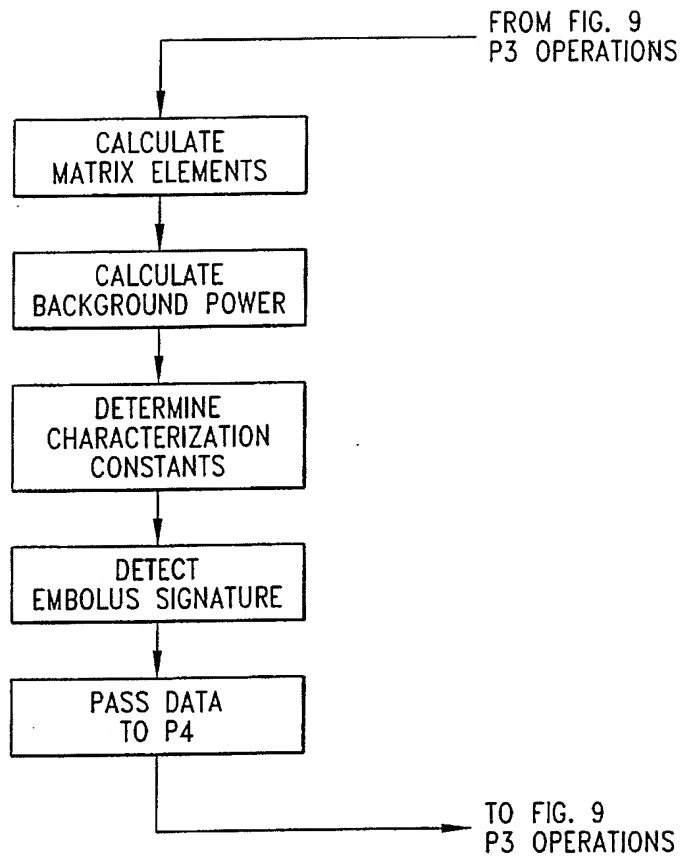 FROM FIG. 9
P3 OPERATIONS
CALCULATE
MATRIX ELEMENTS
CALCULATE
BACKGROUND POWER
DETERMINE
CHARACTERIZATION
CONSTANTS
DETECT
EMBOLUS SIGNATURE
PASS DATA
TO P4
TO FIG. 9
P3 OPERATIONS